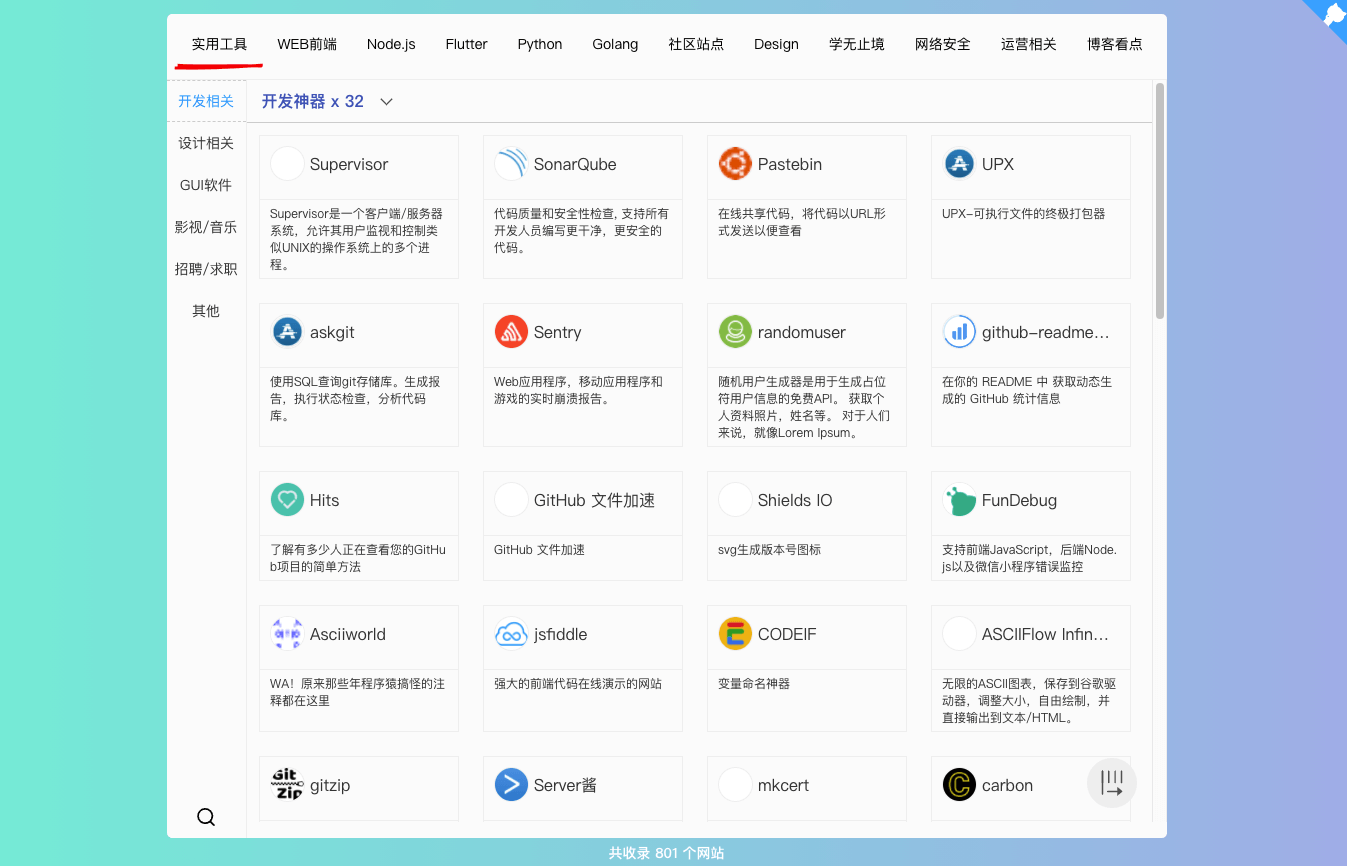 实用工具 WEB前端 Node.js Flutter Python Golang 社区站点 Design 学无止境 网络安全 运营相关 博客看点
开发相关
设计相关
GUI软件
影视/音乐
招聘/求职
其他
开发神器 x 32
Supervisor
Supervisor是一个客户端/服务器
系统，允许其用户监视和控制类
似UNIX的操作系统上的多个进
程。
SonarQube
代码质量和安全性检查, 支持所有
开发人员编写更干净，更安全的
代码。
Pastebin
在线共享代码，将代码以URL形
式发送以便查看
UPX
UPX-可执行文件的终极打包器
askgit
使用SQL查询git存储库。生成报
告，执行状态检查，分析代码
库。
Sentry
Web应用程序，移动应用程序和
游戏的实时崩溃报告。
randomuser
随机用户生成器是用于生成占位
符用户信息的免费API。 获取个
人资料照片，姓名等。 对于人们
来说，就像Lorem Ipsum。
github-readme...
在你的 README 中 获取动态生
成的 GitHub 统计信息
Hits
了解有多少人正在查看您的GitHu
b项目的简单方法
GitHub 文件加速
GitHub 文件加速
Shields IO
svg生成版本号图标
FunDebug
支持前端JavaScript，后端Node.
js以及微信小程序错误监控
Asciiworld
WA！原来那些年程序猿搞怪的注
释都在这里
jsfiddle
强大的前端代码在线演示的网站
CODEIF
变量命名神器
ASCIIFlow Infin...
无限的ASCII图表，保存到谷歌驱
动器，调整大小，自由绘制，并
直接输出到文本/HTML。
Git
Zip
gitzip
Server酱
mkcert
carbon
共收录 801 个网站